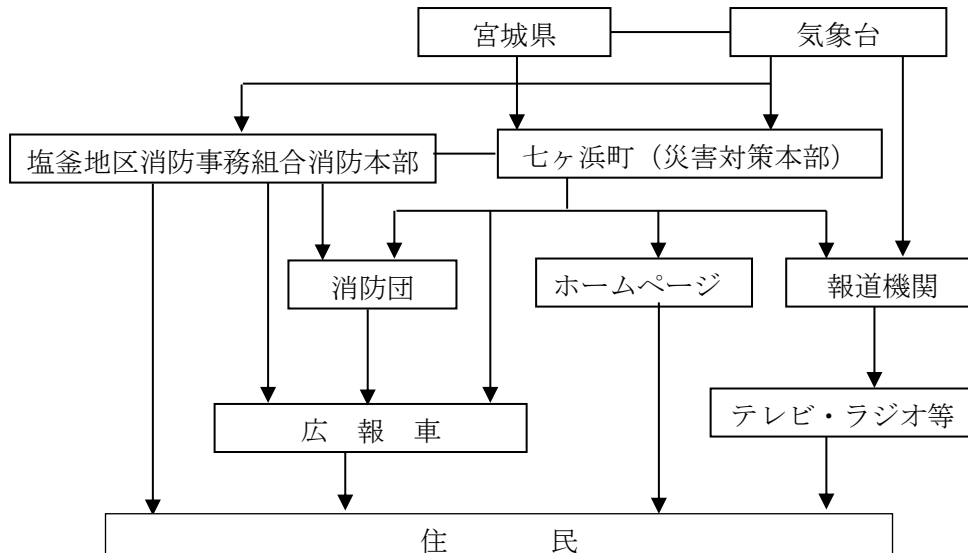 宮城県
気象台
塩釜地区消防事務組合消防本部
七ヶ浜町（災害対策本部）
消防団
ホームページ
報道機関
広　報　車
テレビ・ラジオ等
住　　　　民